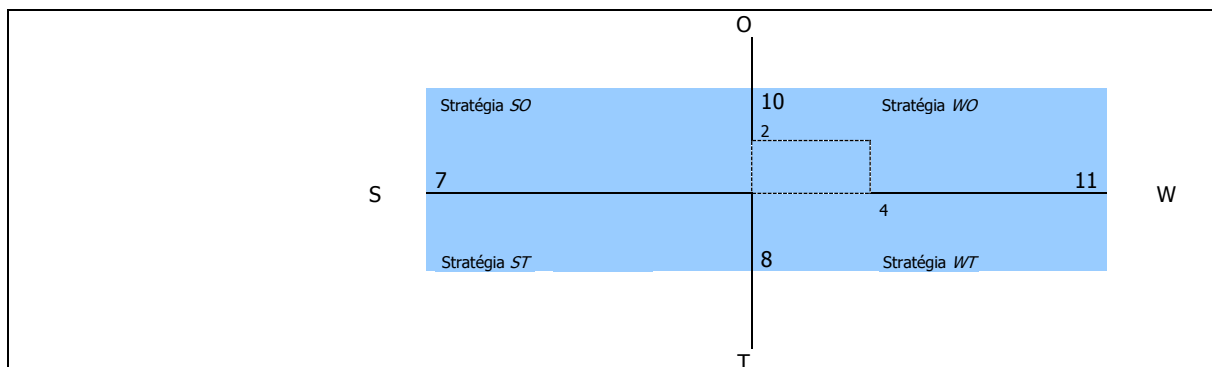 O
Stratégia SO
10
Stratégia WO
2
S
7
11
W
4
Stratégia ST
8
Stratégia WT
T